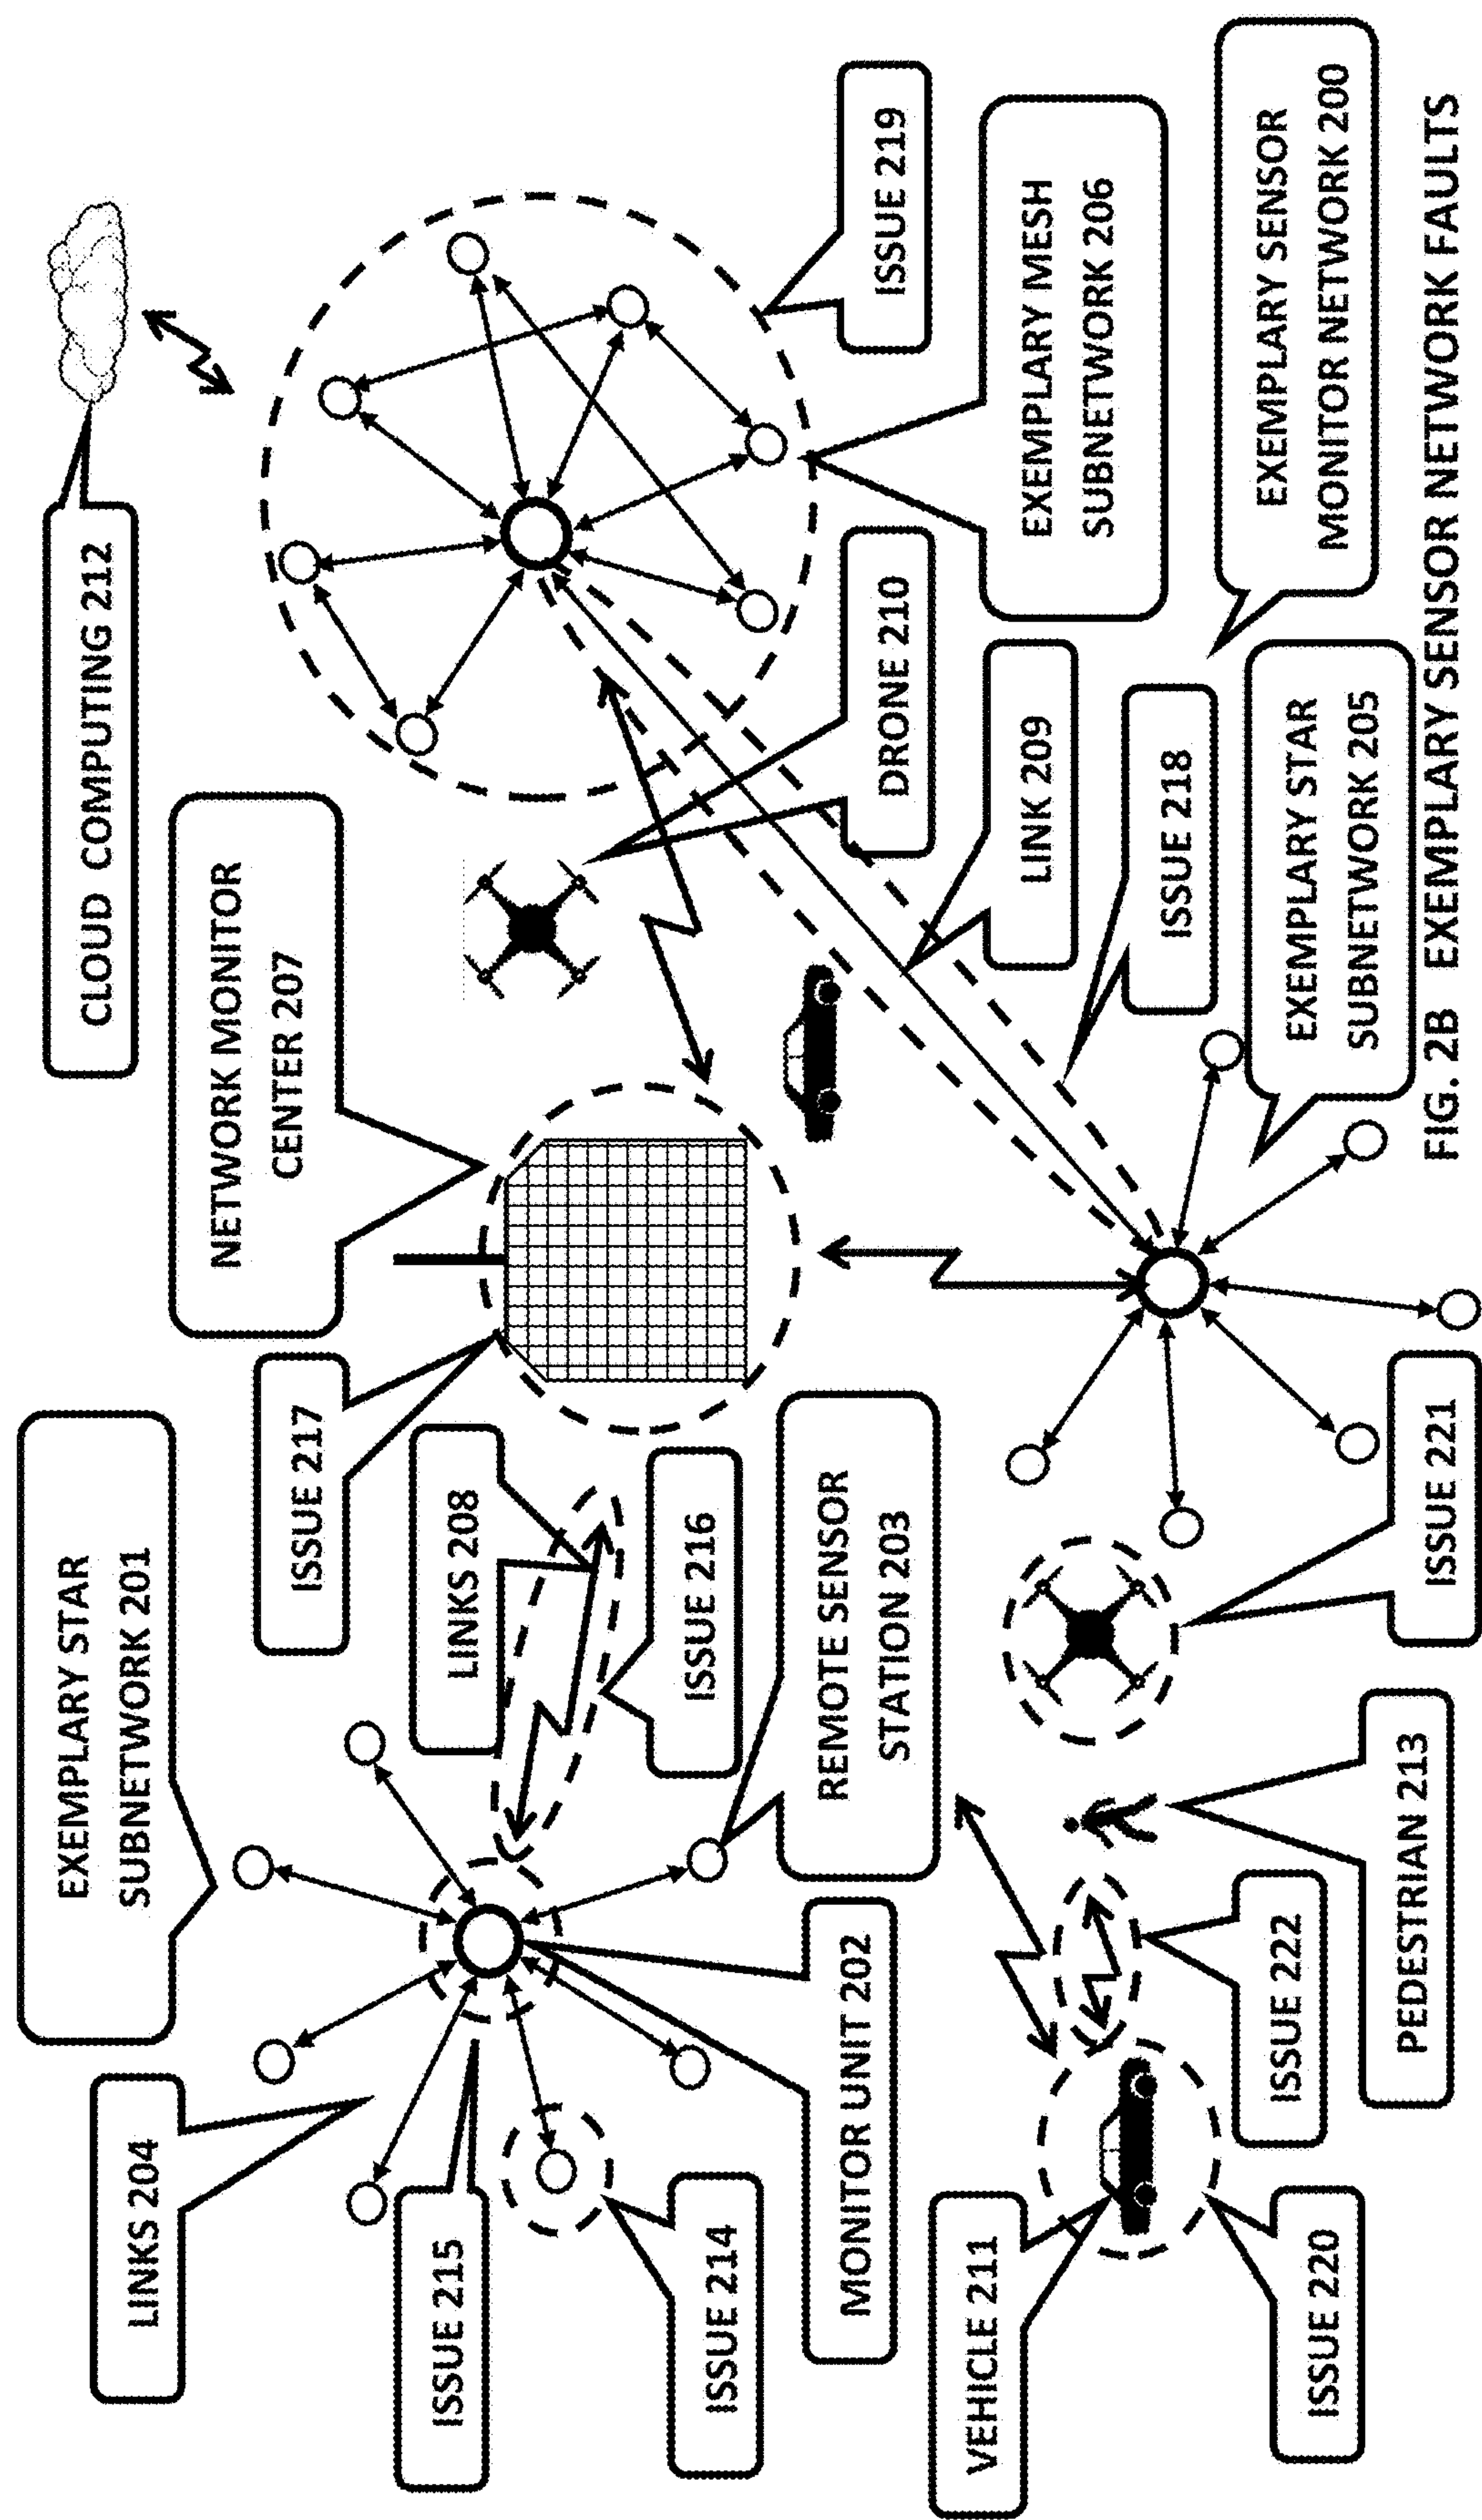 EXEMPLARY STAR
SUBNETWORK 201
NETWORK MONITOR
CENTER 207
CLOUD COMPUTING 212
LINKS 204
ISSUE 217
ISSUE 215
LINKS 208
ISSUE 214
ISSUE 216
MONITOR UNIT 202
REMOTE SENSOR
STATION 203
DRONE 210
ISSUE 219
VEHICLE 211
LINK 209
EXEMPLARY MESH
SUBNETWORK 206
ISSUE 218
ISSUE 220
ISSUE 222
PEDESTRIAN 213
ISSUE 221
EXEMPLARY STAR
SUBNETWORK 205
EXEMPLARY SENSOR
MONITOR NETWORK 200
FIG. 2B EXEMPLARY SENSOR NETWORK FAULTS